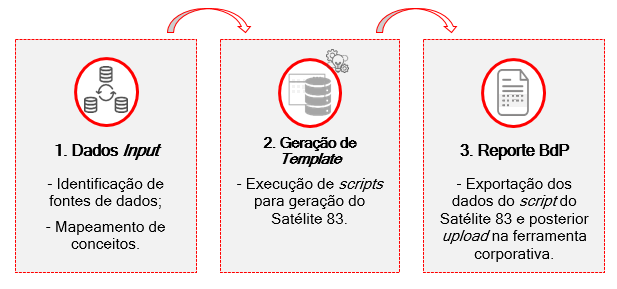 1. Dados Input
- Identificação de
fontes de dados;
- Mapeamento de
conceitos.
2. Geração de
Template
- Execução de scripts
para geração do
Satélite 83.
3. Reporte BdP
- Exportação dos
dados do script do
Satélite 83 e posterior
upload na ferramenta
corporativa.